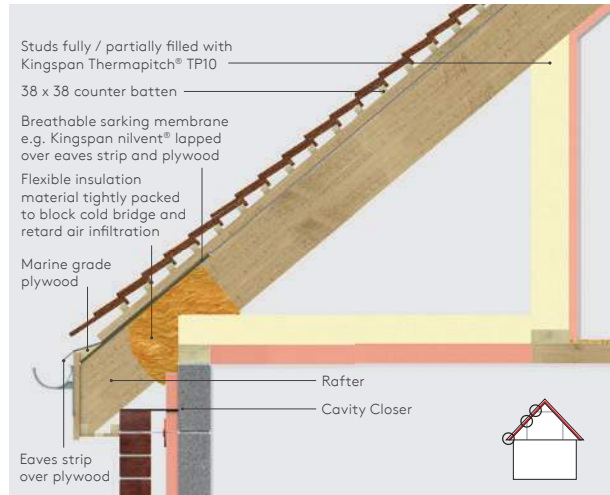 Studs fully / partially filled with
Kingspan Thermapitch® TP10
38 x 38 counter batten
Breathable sarking membrane
e.g. Kingspan nilvent® lapped
over eaves strip and plywood
Flexible insulation
material tightly packed
to block cold bridge and
retard air infiltration
Marine grade
plywood
Rafter
Cavity Closer
Eaves strip
over plywood